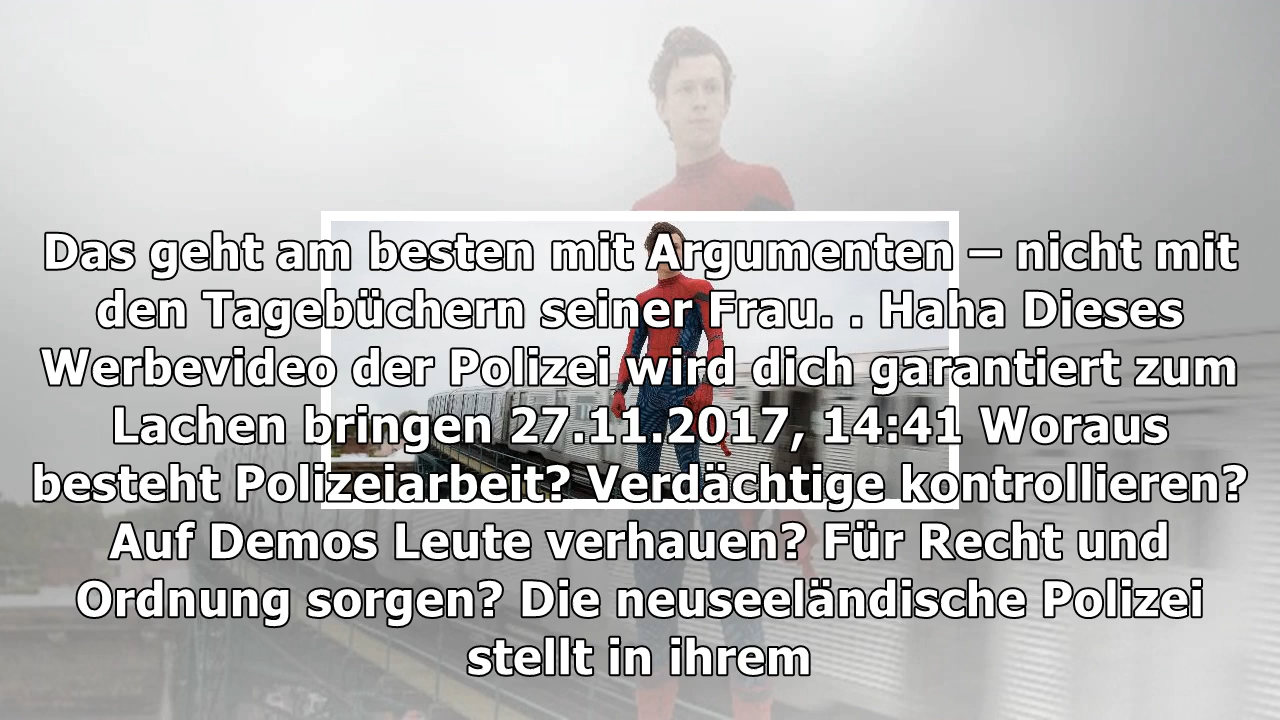 Das geht am besten mit Argumenten – nicht mit
den Tagebüchern seiner Frau. . Haha Dieses
Werbevideo der Polizei wird dich garantiert zum
Lachen bringen 27.11.2017, 14:41 Woraus
besteht Polizeiarbeit? Verdächtige kontrollieren?
Auf Demos Leute verhauen? Für Recht und
Ordnung sorgen? Die neuseeländische Polizei
stellt in ihrem